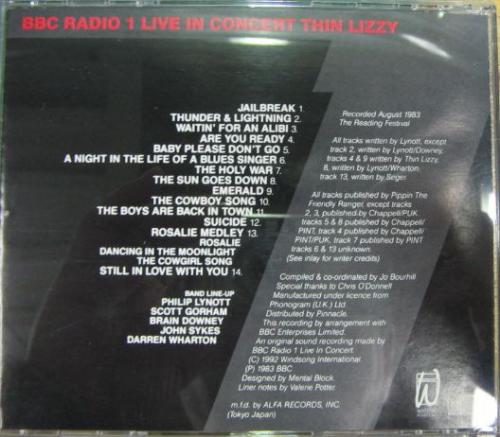 BBC RADIO 1 LIVE IN CONCERT THIN LIZZY
JAILBREAK 1.
THUNDER & LIGHTNING 2.
WAITIN' FOR AN ALIBI 3.
ARE YOU READY 4.
BABY PLEASE DON'T GO 5.
A NIGHT IN THE LIFE OF A BLUES SINGER 6.
THE HOLY WAR 7.
THE SUN GOES DOWN 8.
EMERALD 9.
THE COWBOY SONG 10.
THE BOYS ARE BACK IN TOWN 11.
SUICIDE 12.
ROSALIE MEDLEY 13.
ROSALIE
DANCING IN THE MOONLIGHT
THE COWGIRL SONG
STILL IN LOVE WITH YOU 14.
BAND LINE-UP
PHILIP LYNOTT
SCOTT GORHAM
BRAIN DOWNEY
JOHN SYKES
DARREN WHARTON
Recorded August 1983
The Reading Festival
All tracks written by Lynott, except
track 2, written by Lynott/Downey,
tracks 4 & 9 written by Thin Lizzy,
8, written by Lynott/Wharton,
track 13, written by Seger.
All tracks published by Pippin The
Friendly Ranger, except tracks
2, 3, published by Chappell/PUK,
tracks 5 & 8 published by Chappell/
PINT, track 4 published by Chappell/
PINT/PUK, track 7 published by PINT
tracks 6 & 13 unknown.
(See inlay for writer credits)
Compiled & co-ordinated by Jo Bourhill
Special thanks to Chris O'Donnell
Manufactured under licence from
Phonogram (U.K.) Ltd.
Distributed by Pinnacle.
This recording by arrangement with
BBC Enterprises Limited.
An original sound recording made by
BBC Radio 1 Live In Concert.
(C) 1992 Windsong International.
(P) 1983 BBC
Designed by Mental Block.
Liner notes by Valerie Potter.
m.f.d. by ALFA RECORDS, INC.
(Tokyo Japan)